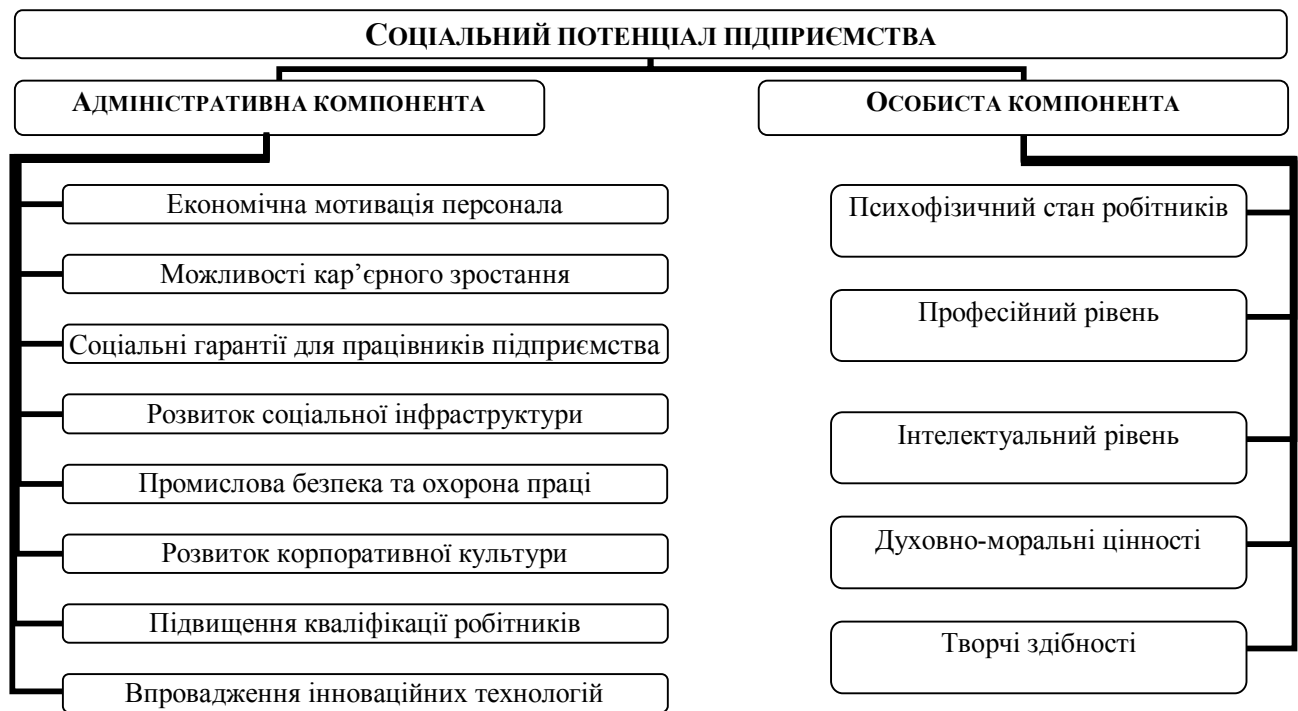 СОЦІАЛЬНИЙ ПОТЕНЦІАЛ ПІДПРИЄМСТВА
АДМІНІСТРАТИВНА КОМПОНЕНТА
Економічна мотивація персонала
Можливості кар’єрного зростання
Соціальні гарантії для працівників підприємства
Розвиток соціальної інфраструктури
Промислова безпека та охорона праці
Розвиток корпоративної культури
Підвищення кваліфікації робітників
Впровадження інноваційних технологій
ОСОБИСТА КОМПОНЕНТА
Психофізичний стан робітників
Професійний рівень
Інтелектуальний рівень
Духовно-моральні цінності
Творчі здібності